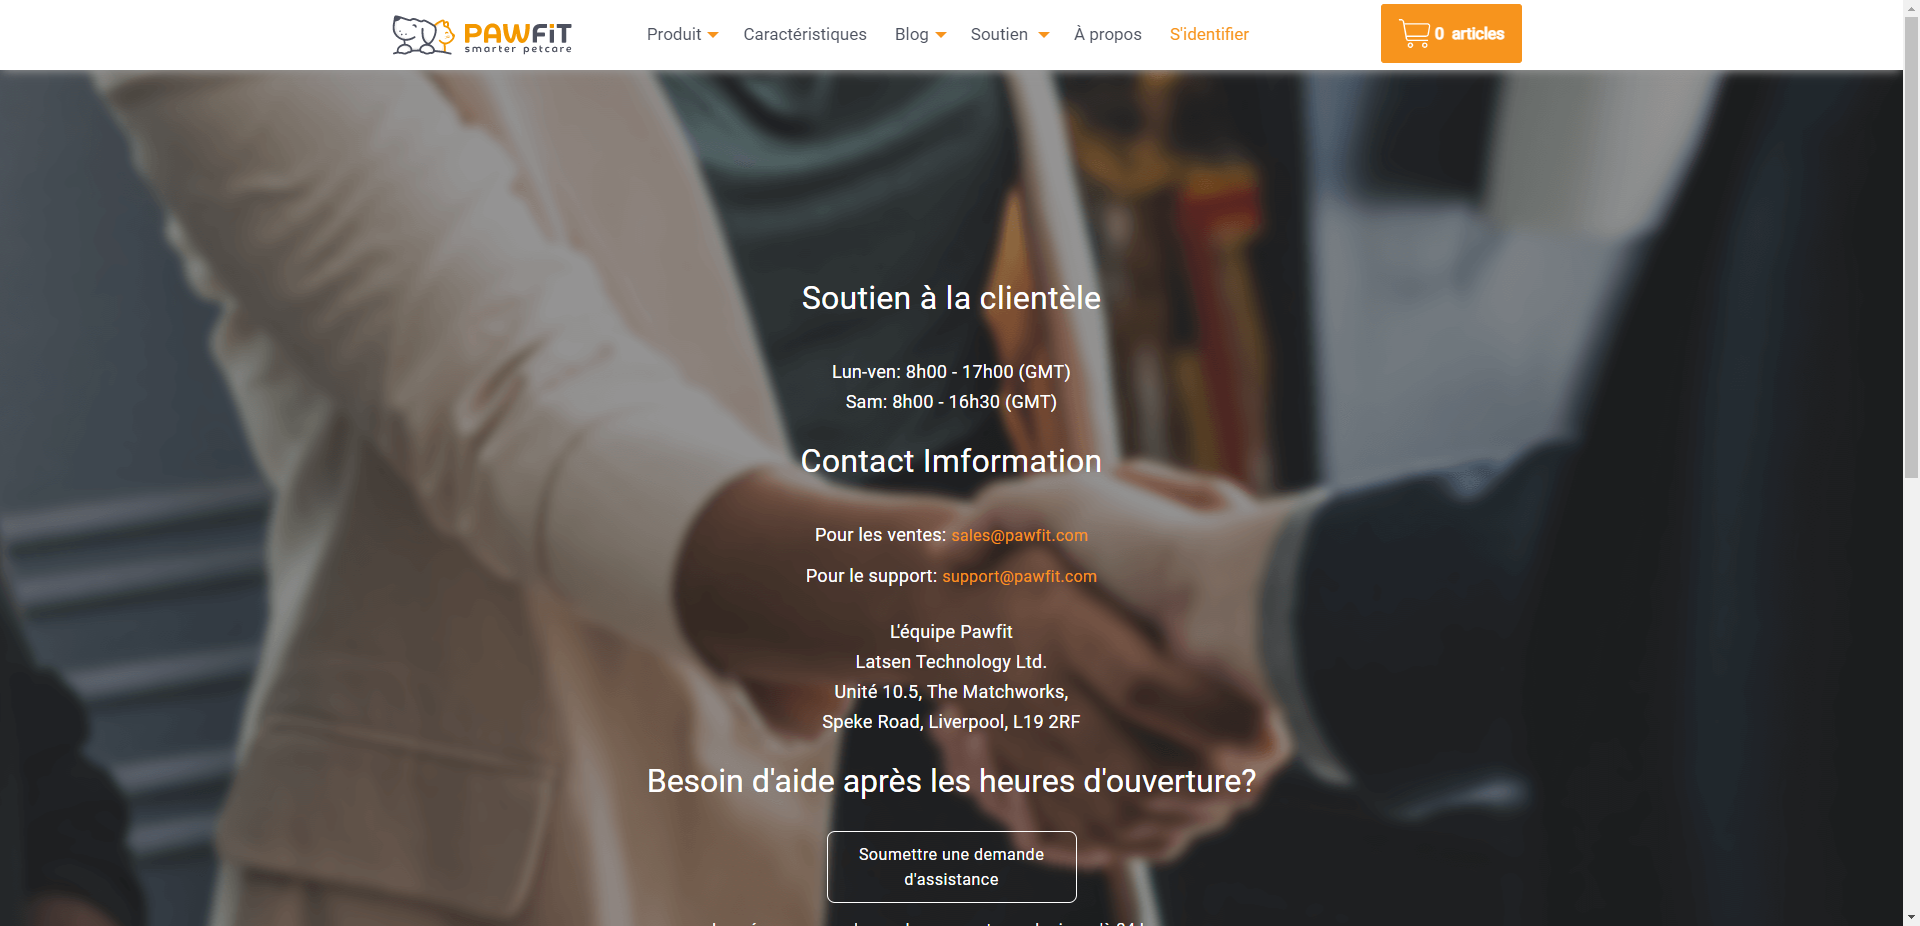 PAWFiT
smarter petcare
Produit
Caractéristiques
Blog
Soutien
À propos
S'identifier
0 articles
Soutien à la clientèle
Lun-ven: 8h00 - 17h00 (GMT)
Sam: 8h00 - 16h30 (GMT)
Contact Imformation
Pour les ventes: sales@pawfit.com
Pour le support: support@pawfit.com
L'équipe Pawfit
Latsen Technology Ltd.
Unité 10.5, The Matchworks,
Speke Road, Liverpool, L19 2RF
Besoin d'aide après les heures d'ouverture?
Soumettre une demande
d'assistance